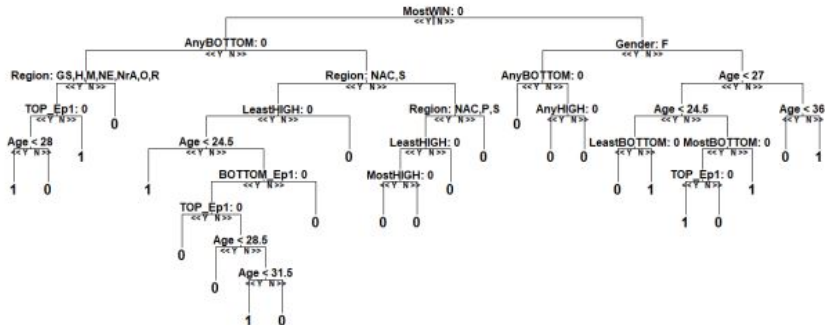 MostWIN: 0
<< Y N >>
AnyBOTTOM: 0
<< Y N >>
Gender: F
<< Y N >>
Region: GS,H,M,NE,NrA,O,R
<< Y N >>
Region: NAC,S
<< Y N >>
AnyBOTTOM: 0
<< Y N >>
Age < 27
<< Y N >>
TOP_Ep1: 0
<< Y N >>
0
LeastHIGH: 0
<< Y N >>
Region: NAC,P,S
<< Y N >>
0
AnyHIGH: 0
<< Y N >>
Age < 24.5
<< Y N >>
Age < 36
<< Y N >>
Age < 28
<< Y N >>
1
Age < 24.5
<< Y N >>
0
LeastHIGH: 0
<< Y N >>
0
0 0
LeastBOTTOM: 0
<< Y N >>
MostBOTTOM: 0
<< Y N >>
0 1
1 0
1
BOTTOM_Ep1: 0
<< Y N >>
MostHIGH: 0
<< Y N >>
0
0 1
TOP_Ep1: 0
<< Y N >>
1
TOP_Ep1: 0
<< Y N >>
0
0 0
1 0
0
Age < 28.5
<< Y N >>
0
Age < 31.5
<< Y N >>
1 0